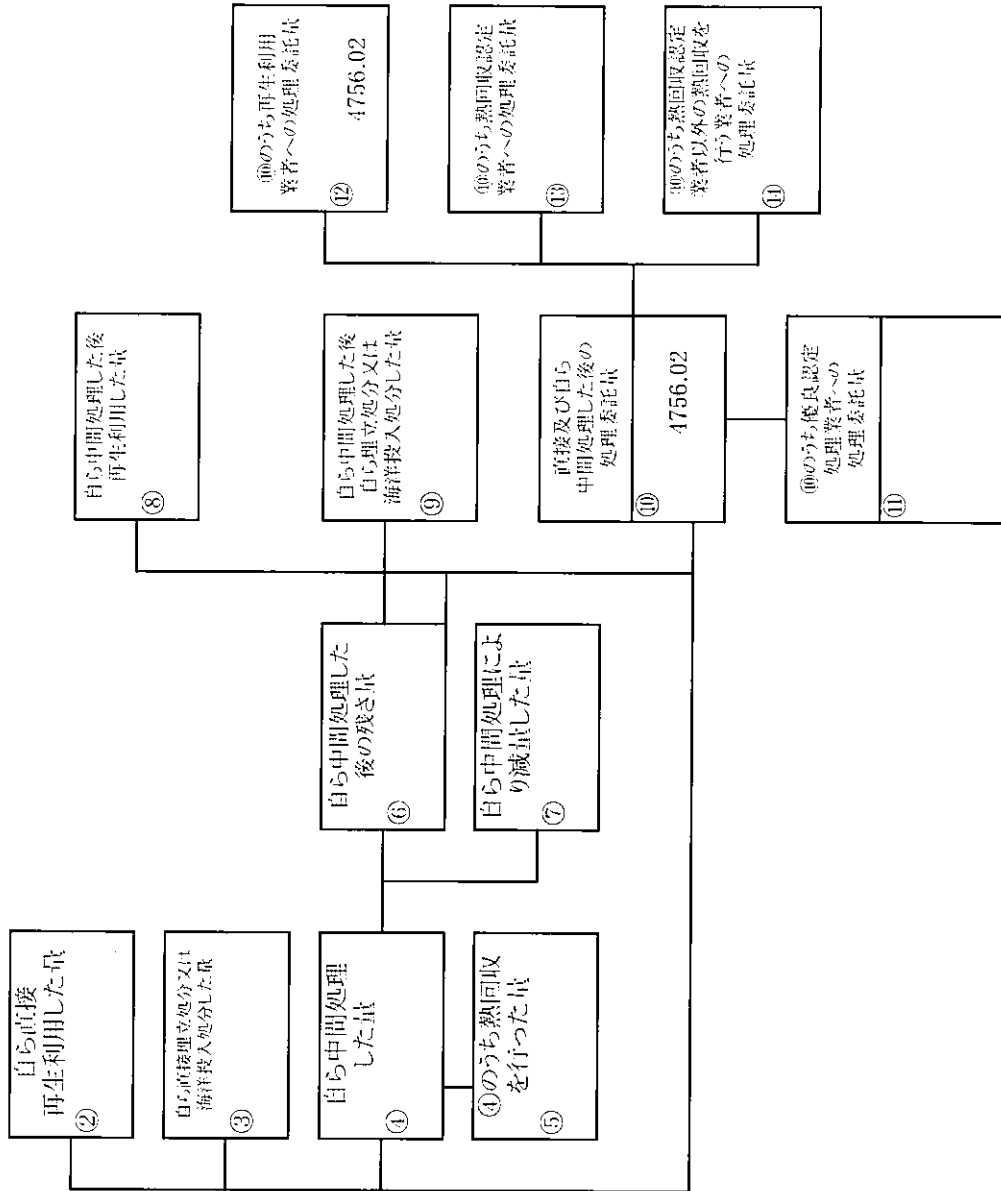 自ら直接
再生利用した量
②
自ら直接埋立処分又は
海洋投入処分した量
③
自ら中間処理
した量
④
④のうち熱回収
を行った量
⑤
自ら中間処理した
後の残さ量
⑥
自ら中間処理によ
り減量した量
⑦
自ら中間処理した後
再生利用した量
⑧
自ら中間処理した後
自ら埋立処分又は
海洋投入処分した量
⑨
直接及び自ら
中間処理した後の
処理委託量
⑩
4756.02
⑩のうち優良認定
処理業者への
処理委託量
⑪
⑩のうち再生利用
業者への処理委託量
⑫
4756.02
⑩のうち熱回収認定
業者への処理委託量
⑬
⑩のうち熱回収認定
業者以外の熱回収を
行う業者への
処理委託量
⑭